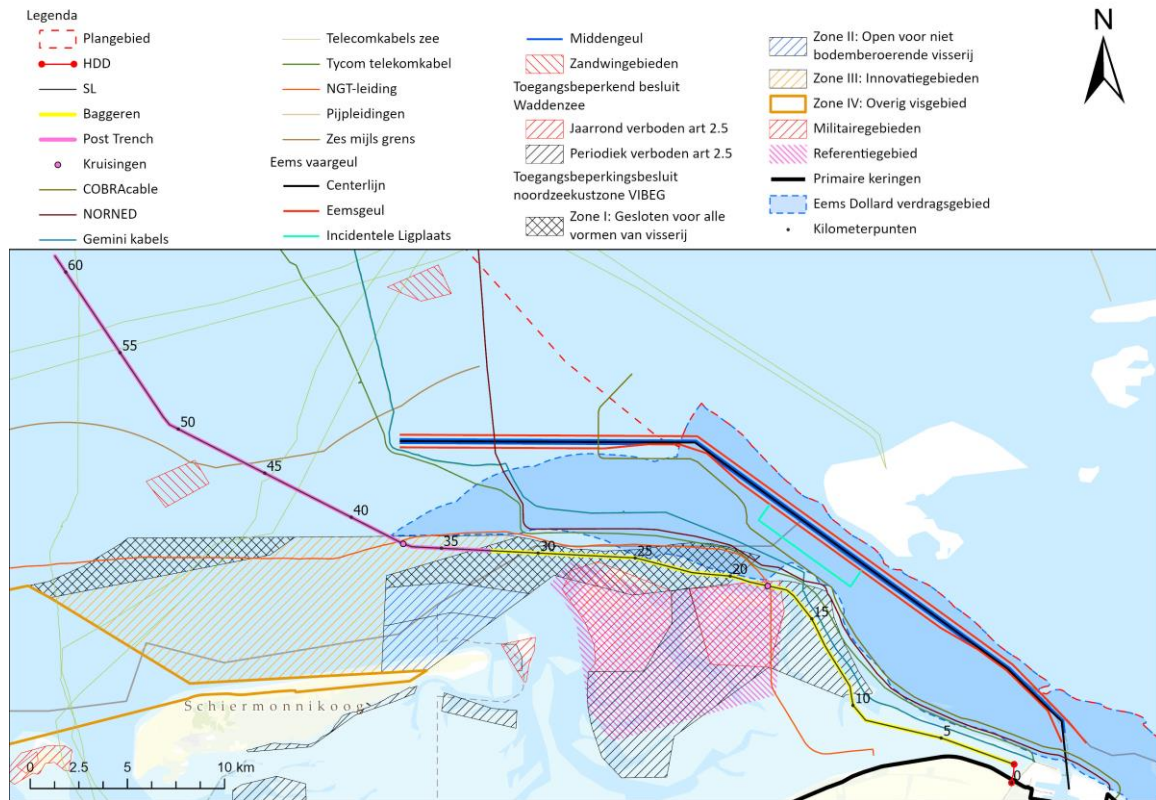 Legenda
Plangebied
HDD
SL
Baggeren
Post Trench
Kruisingen
COBRAcable
NORNED
Gemini kabels
Telecomkabels zee
Tycom telekomkabel
NGT-leiding
Pijpleidingen
Zes mijls grens
Eems vaargeul
Centerlijn
Eemsgeul
Incidentele Ligplaats
Middengeul
Zandwingebieden
Toegangsbeperkend besluit
Waddenzee
Jaarrond verboden art 2.5
Periodiek verboden art 2.5
Toegangsbeperkingsbesluit
noordzeekustzone VIBEG
Zone I: Gesloten voor alle
vormen van visserij
Zone II: Open voor niet
bodemberoerende visserij
Zone III: Innovatiegebieden
Zone IV: Overig visgebied
Militairegebieden
Referentiegebied
Primaire keringen
Eems Dollard verdragsgebied
Kilometerpunten
N
60
55
50
45
40
35
30
25
20
15
10
5
0
Schiermonnikoog
0 2.5 5 10 km